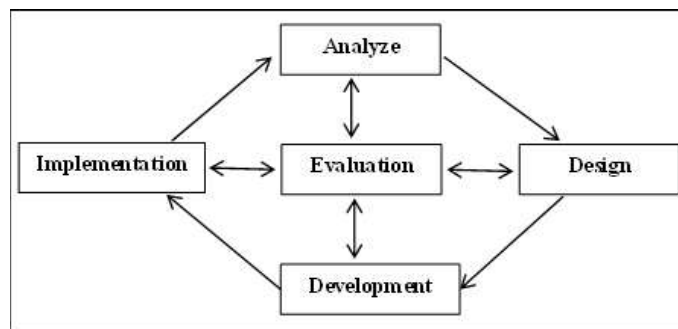 Analyze
Implementation
Evaluation
Design
Development